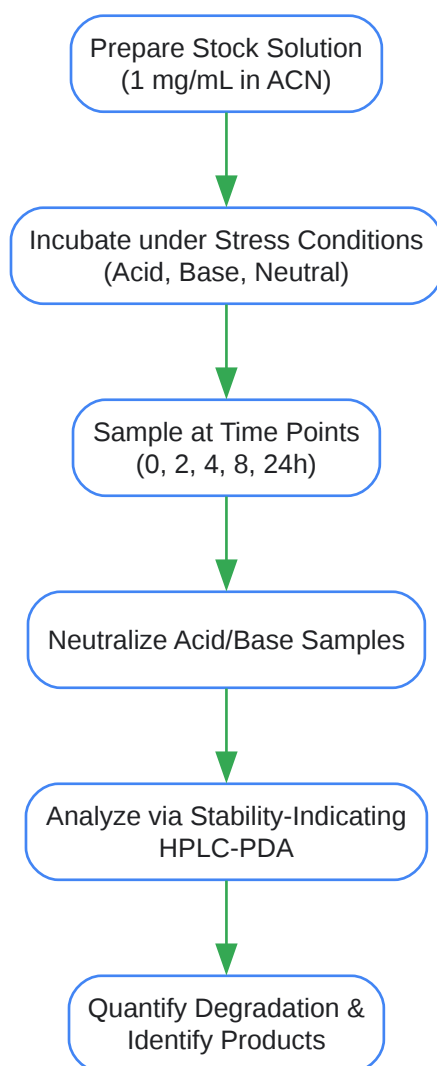 Prepare Stock Solution
(1 mg/mL in ACN)
Incubate under Stress Conditions
(Acid, Base, Neutral)
Sample at Time Points
(0, 2, 4, 8, 24h)
Neutralize Acid/Base Samples
Analyze via Stability-Indicating
HPLC-PDA
Quantify Degradation &
Identify Products